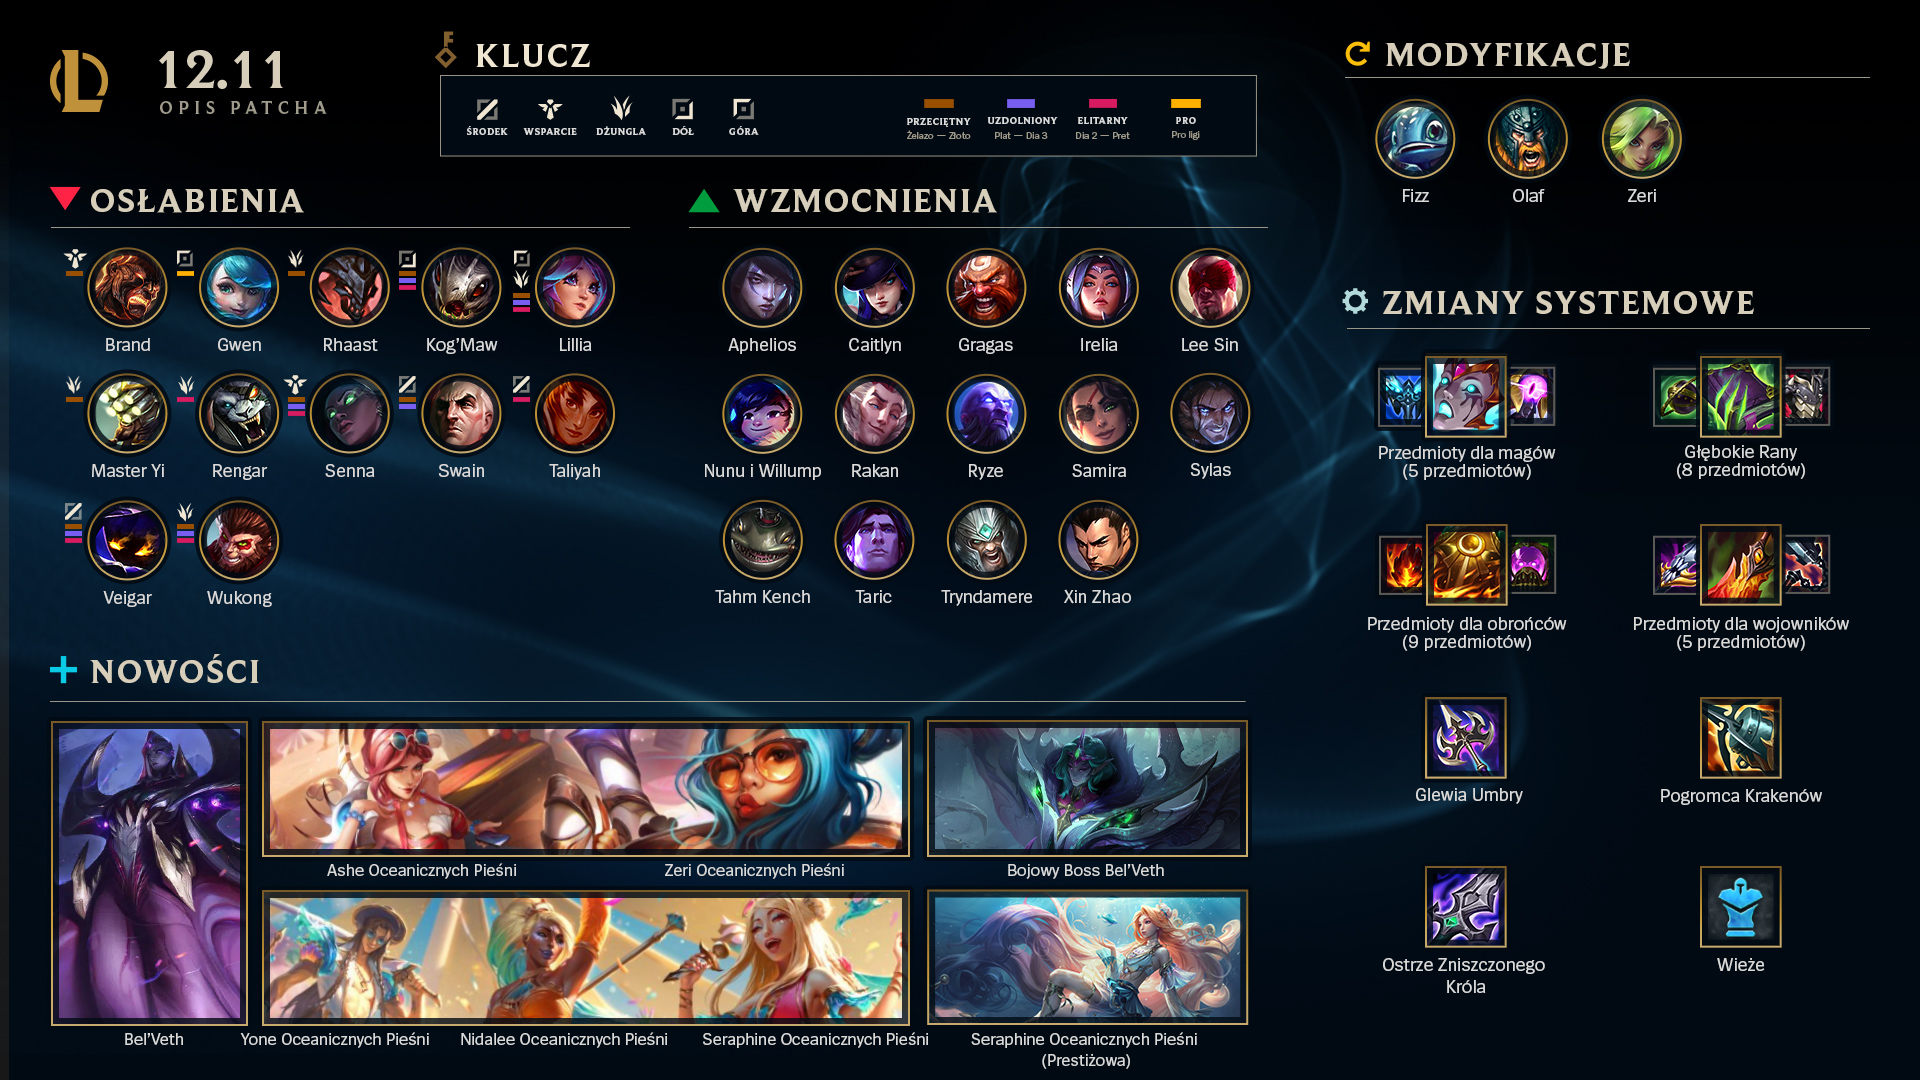 12.11
OPIS PATCHA
KLUCZ
ŚRODEK WSPARCIE DŻUNGLA DÓŁ GÓRA
PRZECIĘTNY UZDOLNIONY ELITARNY PRO
Żelazo — Złoto Plat — Dia 3 Dia 2 — Pret Pro ligi
OSŁABIENIA
Brand Gwen Rhaast Kog'Maw Lillia
Master Yi Rengar Senna Swain Taliyah
Veigar Wukong
WZMOCNIENIA
Aphelios Caitlyn Gragas Irelia Lee Sin
Nunu i Willump Rakan Ryze Samira Sylas
Tahm Kench Taric Tryndamere Xin Zhao
NOWOŚCI
Ashe Oceanicznych Pieśni Zeri Oceanicznych Pieśni Bojowy Boss Bel'Veth
Bel'Veth Yone Oceanicznych Pieśni Nidalee Oceanicznych Pieśni Seraphine Oceanicznych Pieśni Seraphine Oceanicznych Pieśni
(Prestiżowa)
MODYFIKACJE
Fizz Olaf Zeri
ZMIANY SYSTEMOWE
Przedmioty dla magów Głębokie Rany
(5 przedmiotów) (8 przedmiotów)
Przedmioty dla obrońców Przedmioty dla wojowników
(9 przedmiotów) (5 przedmiotów)
Glewia Umbry Pogromca Krakenów
Ostrze Zniszczonego Wieże
Króla